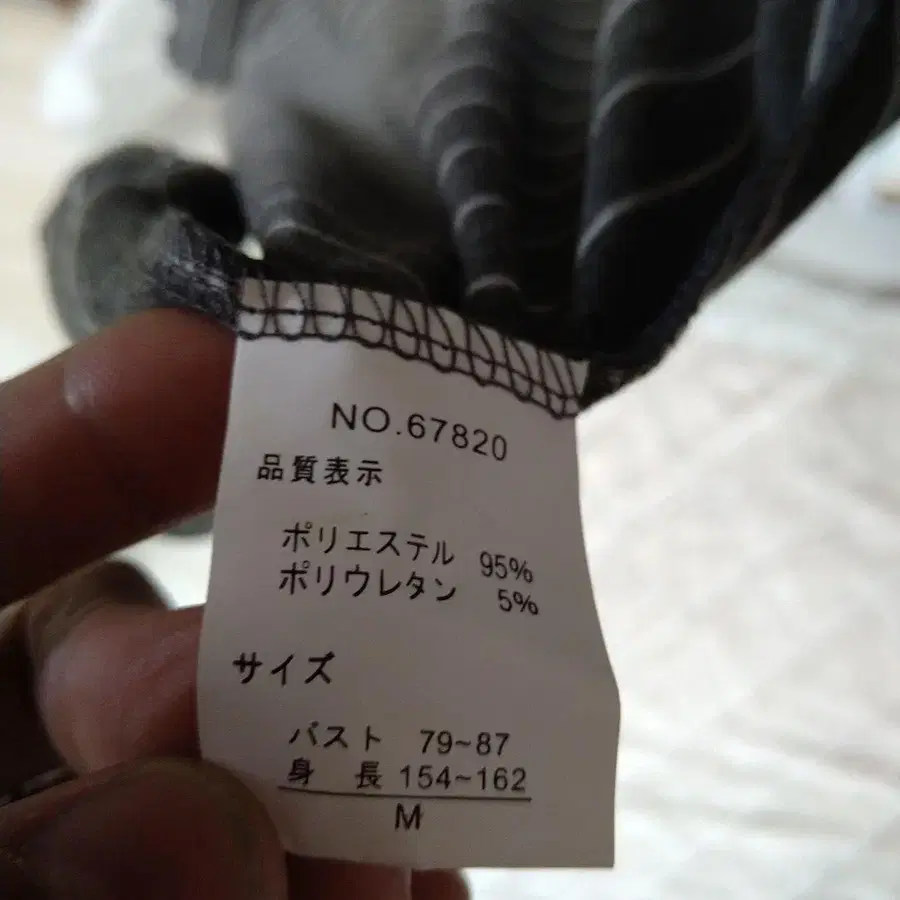 NO.67820
品質表示
ポリエステル 95%
ポリウレタン 5%
サイズ
バスト 79~87
身 長 154~162
M